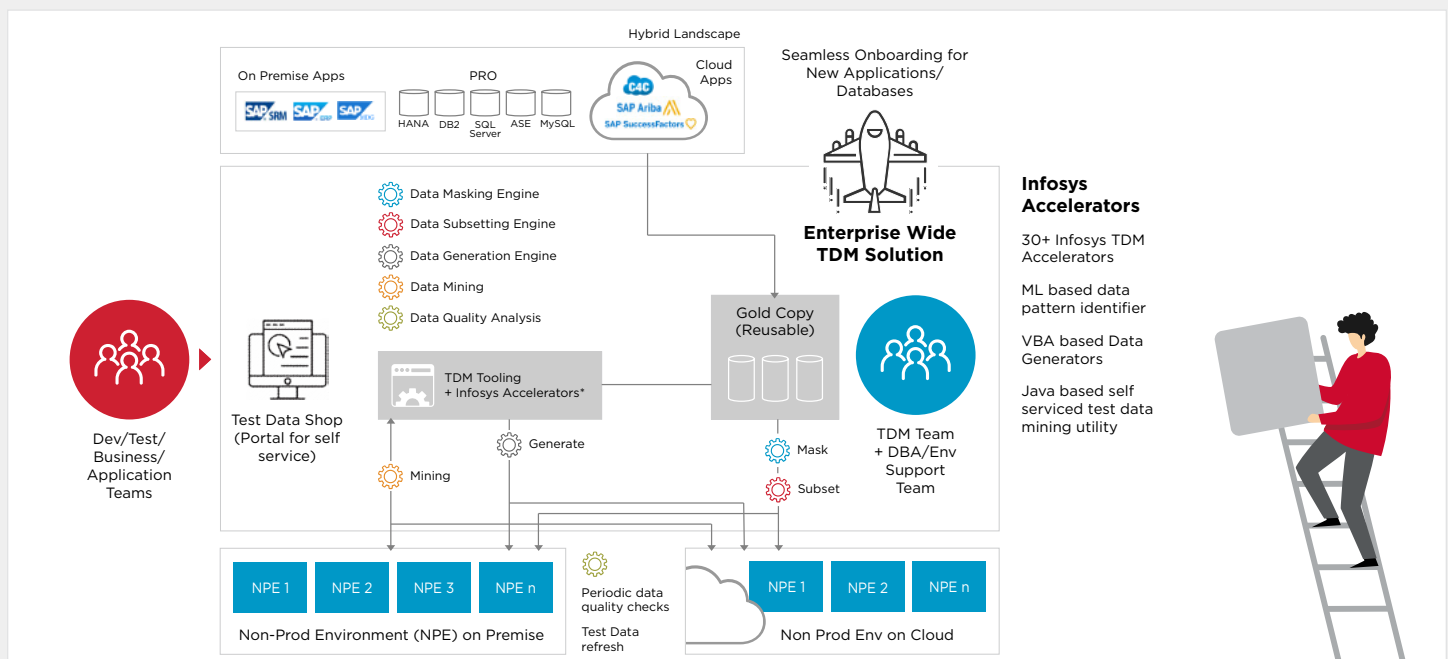 Hybrid Landscape
On Premise Apps
SAP SRM
SAP ERP
SAP
PRO
HANA
DB2
SQL
Server
ASE
MySQL
Cloud
Apps
C4C
SAP Ariba
SAP SuccessFactors
Seamless Onboarding for
New Applications/
Databases
Data Masking Engine
Data Subsetting Engine
Data Generation Engine
Data Mining
Data Quality Analysis
Enterprise Wide
TDM Solution
Infosys
Accelerators
30+ Infosys TDM
Accelerators
ML based data
pattern identifier
VBA based Data
Generators
Java based self
serviced test data
mining utility
Dev/Test/
Business/
Application
Teams
Test Data Shop
(Portal for self
service)
TDM Tooling
+ Infosys Accelerators*
Gold Copy
(Reusable)
TDM Team
+ DBA/Env
Support
Team
Generate
Mining
Mask
Subset
NPE 1
NPE 2
NPE 3
NPE n
Non-Prod Environment (NPE) on Premise
Periodic data
quality checks
Test Data
refresh
NPE 1
NPE 2
NPE n
Non Prod Env on Cloud